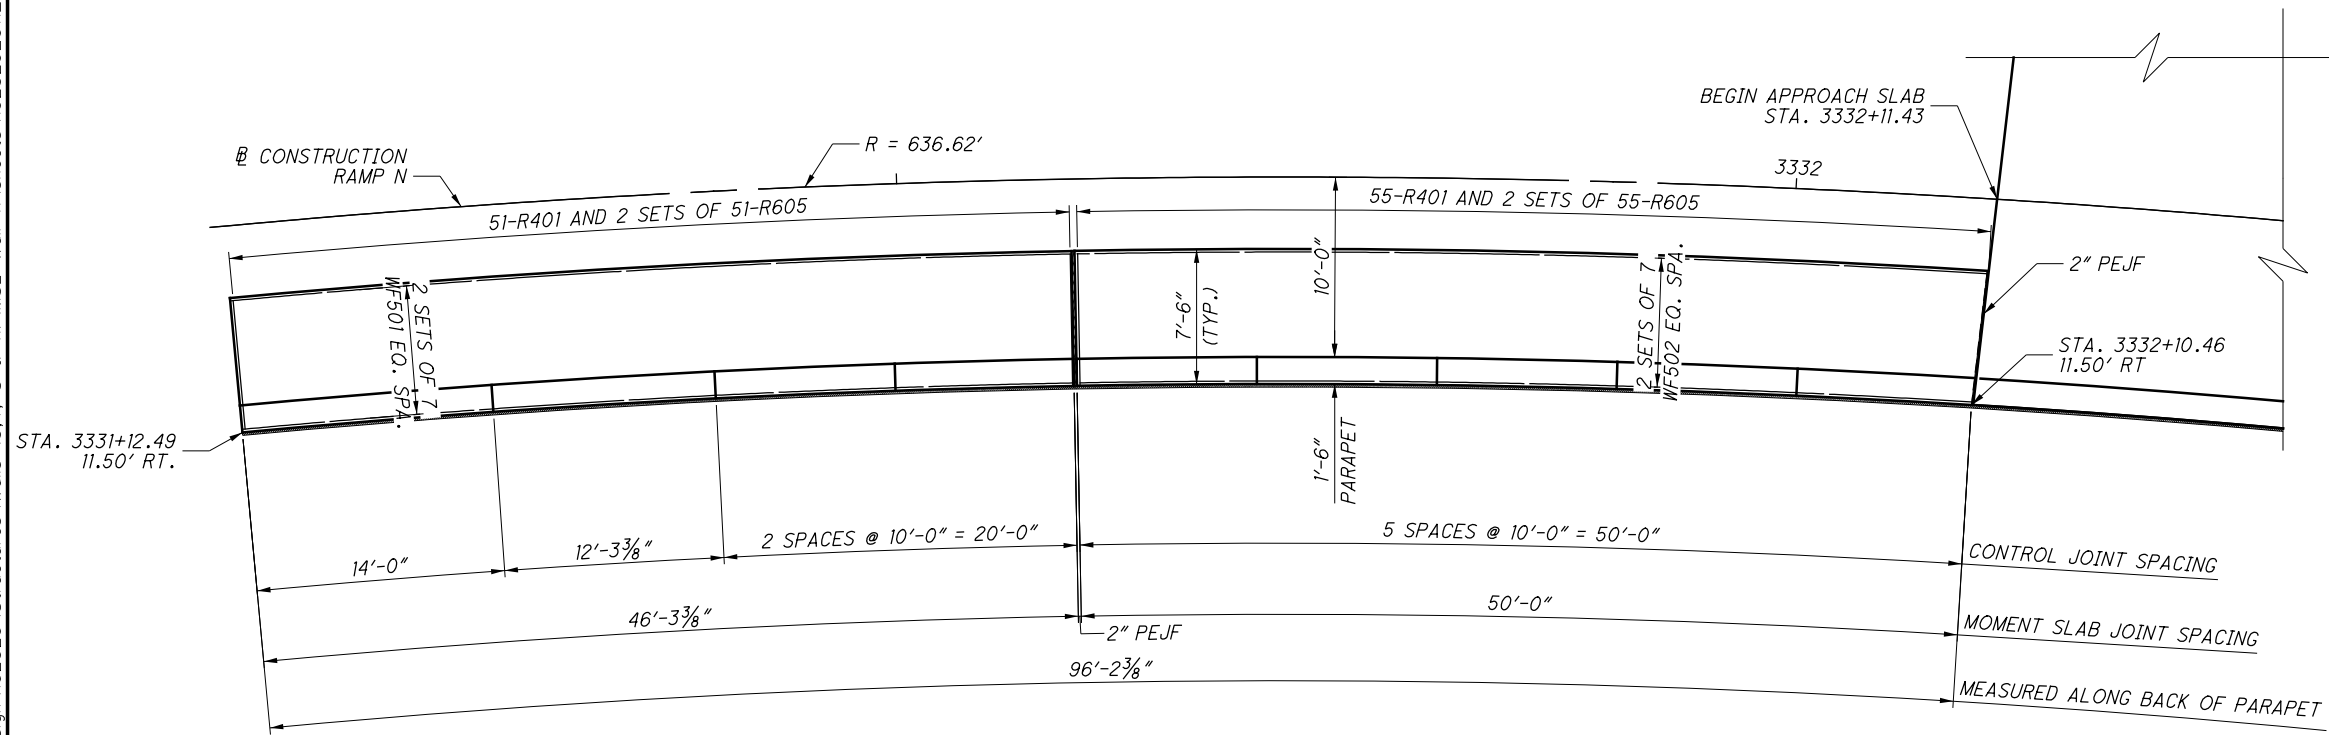 BEGIN APPROACH SLAB
STA. 3332+11.43
R = 636.62'
℄ CONSTRUCTION
RAMP N
3332
51-R401 AND 2 SETS OF 51-R605
55-R401 AND 2 SETS OF 55-R605
2" PEJF
2 SETS OF 7
WF501 EQ. SPA.
7'-6"
(TYP.)
10'-0"
2 SETS OF 7
WF502 EQ. SPA.
STA. 3332+10.46
11.50' RT
STA. 3331+12.49
11.50' RT.
1'-6"
PARAPET
14'-0"
12'-3⅜"
2 SPACES @ 10'-0" = 20'-0"
5 SPACES @ 10'-0" = 50'-0"
CONTROL JOINT SPACING
46'-3⅜"
50'-0"
MOMENT SLAB JOINT SPACING
2" PEJF
96'-2⅜"
MEASURED ALONG BACK OF PARAPET